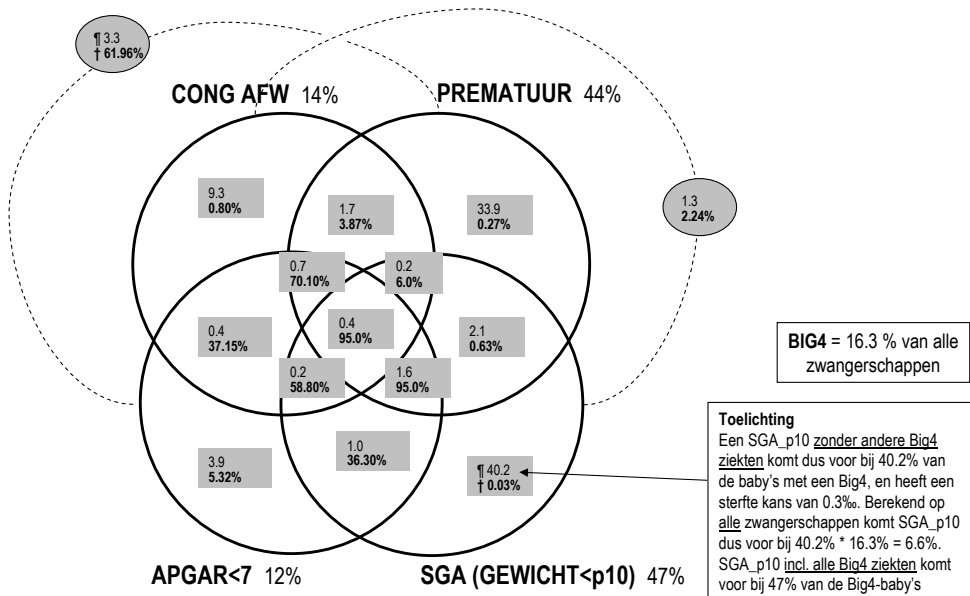 ¶ 3.3
† 61.96%
CONG AFW 14%
PREMATUUR 44%
9.3
0.80%
1.7
3.87%
33.9
0.27%
1.3
2.24%
0.7
70.10%
0.2
6.0%
0.4
37.15%
0.4
95.0%
2.1
0.63%
0.2
58.80%
1.6
95.0%
3.9
5.32%
1.0
36.30%
¶ 40.2
† 0.03%
APGAR<7 12%
SGA (GEWICHT<p10) 47%
BIG4 = 16.3 % van alle
zwangerschappen
Toelichting
Een SGA_p10 zonder andere Big4
ziekten komt dus voor bij 40.2% van
de baby’s met een Big4, en heeft een
sterfte kans van 0.3‰. Berekend op
alle zwangerschappen komt SGA_p10
dus voor bij 40.2% * 16.3% = 6.6%.
SGA_p10 incl. alle Big4 ziekten komt
voor bij 47% van de Big4-baby’s